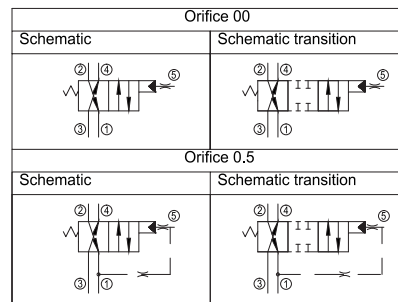 Orifice 00
Schematic Schematic transition
② ④ ⑤ ② ④ ⑤
③ ① ③ ①
Orifice 0.5
Schematic Schematic transition
② ④ ⑤ ② ④ ⑤
③ ① ③ ①